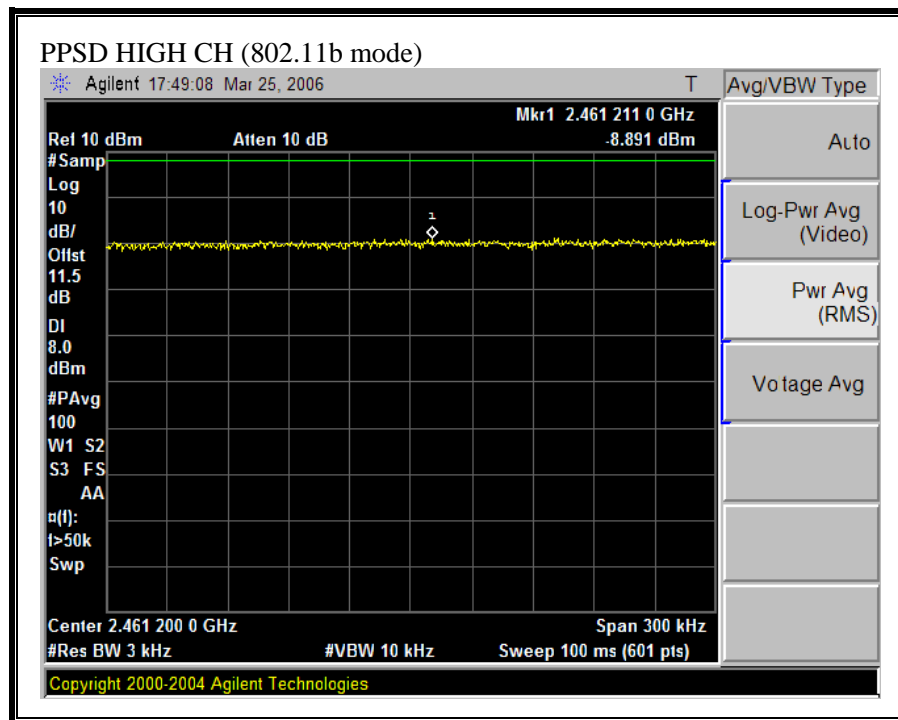 PPSD HIGH CH (802.11b mode)
Agilent 17:49:08 Mar 25, 2006 T
Mkr1 2.461 211 0 GHz
Ref 10 dBm Atten 10 dB -8.891 dBm
#Samp
Log
10
dB/
Offst
11.5
dB
DI
8.0
dBm
#PAvg
100
W1 S2
S3 FS
AA
¤(f):
f>50k
Swp
1
Center 2.461 200 0 GHz Span 300 kHz
#Res BW 3 kHz #VBW 10 kHz Sweep 100 ms (601 pts)
Copyright 2000-2004 Agilent Technologies
Avg/VBW Type
Auto
Log-Pwr Avg
(Video)
Pwr Avg
(RMS)
Voltage Avg